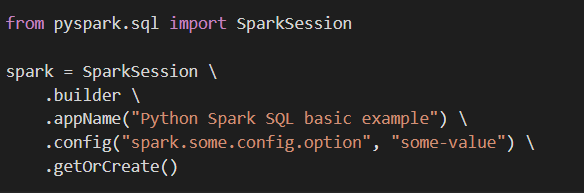 from pyspark.sql import SparkSession
spark = SparkSession \
.builder \
.appName("Python Spark SQL basic example") \
.config("spark.some.config.option", "some-value") \
.getOrCreate()